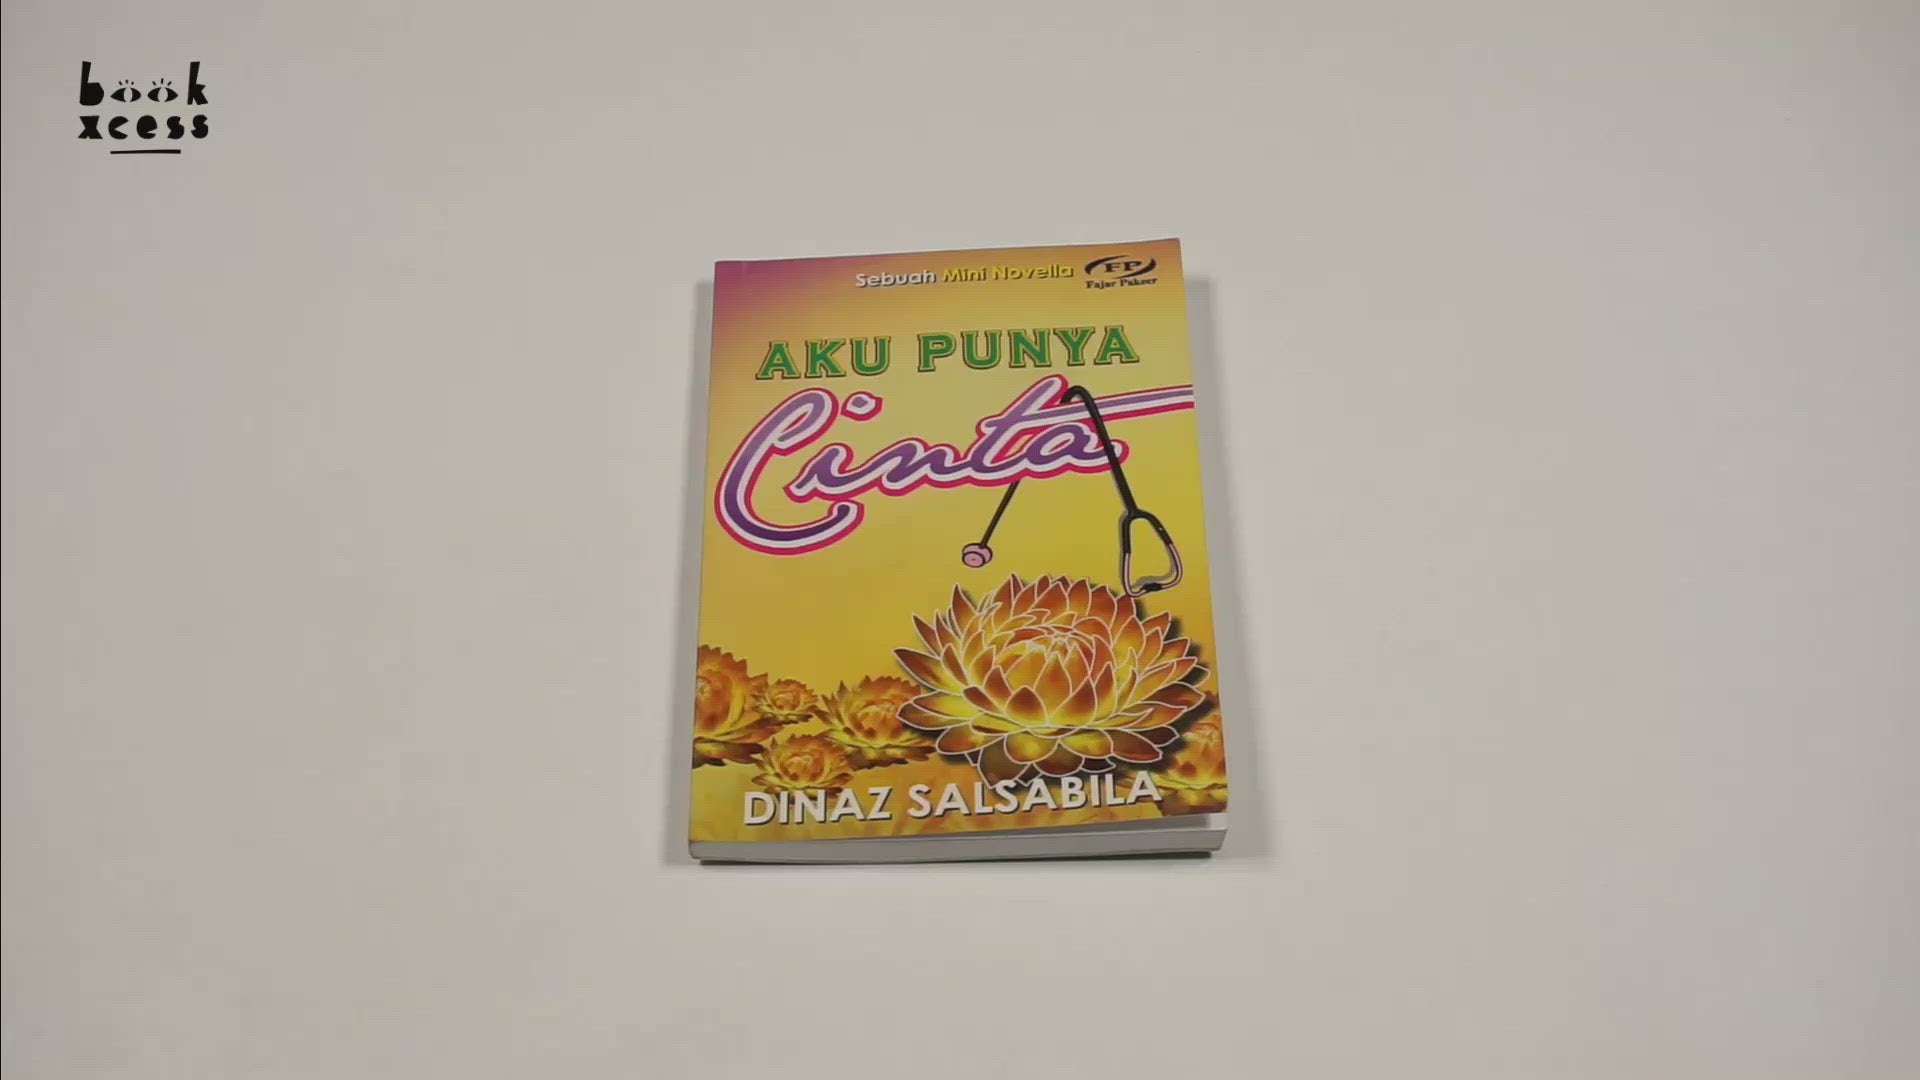 book
xcess
Sebuah Mini Novella
FP
Fajar Pakeer
AKU PUNYA
Cinta
DINAZ SALSABILA